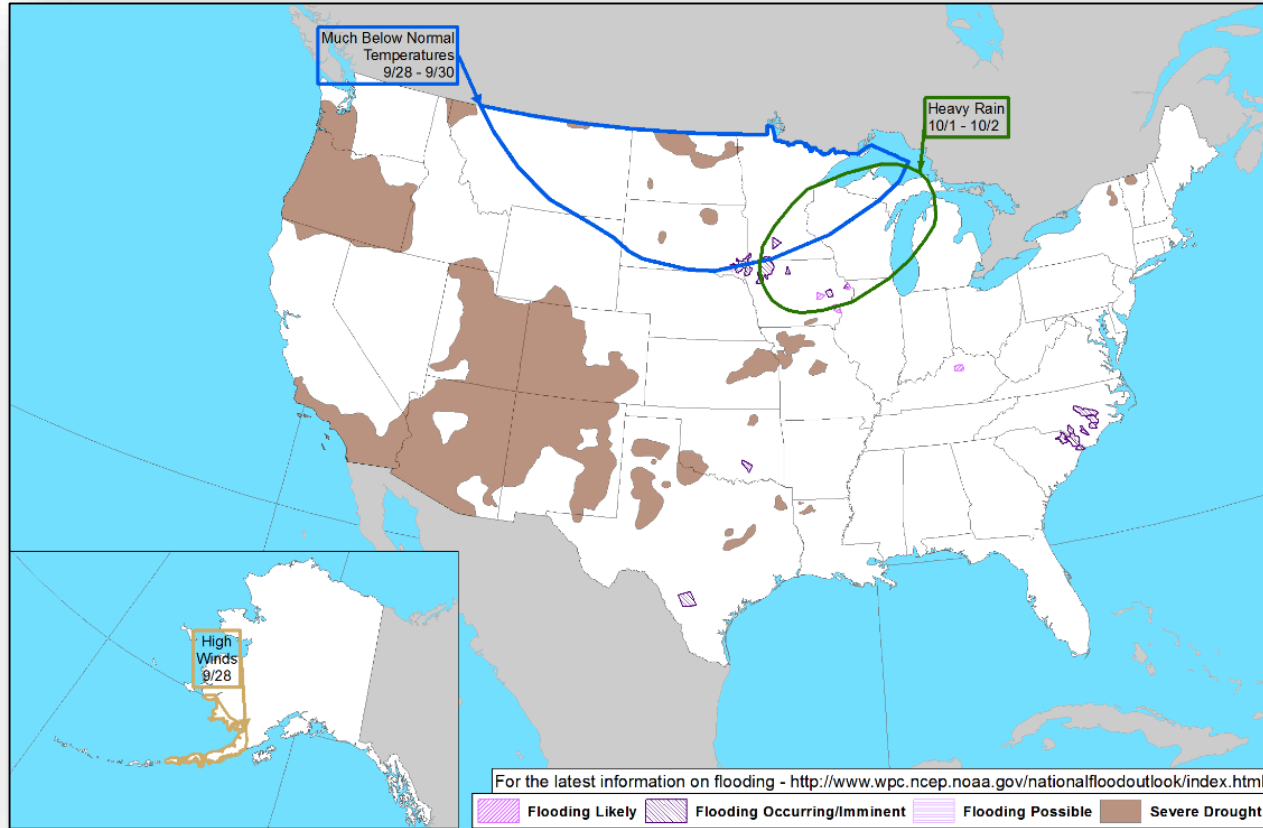 Much Below Normal
Temperatures
9/28 - 9/30
Heavy Rain
10/1 - 10/2
High
Winds
9/28
For the latest information on flooding - http://www.wpc.ncep.noaa.gov/nationalfloodoutlook/index.html
Flooding Likely Flooding Occurring/Imminent Flooding Possible Severe Drought